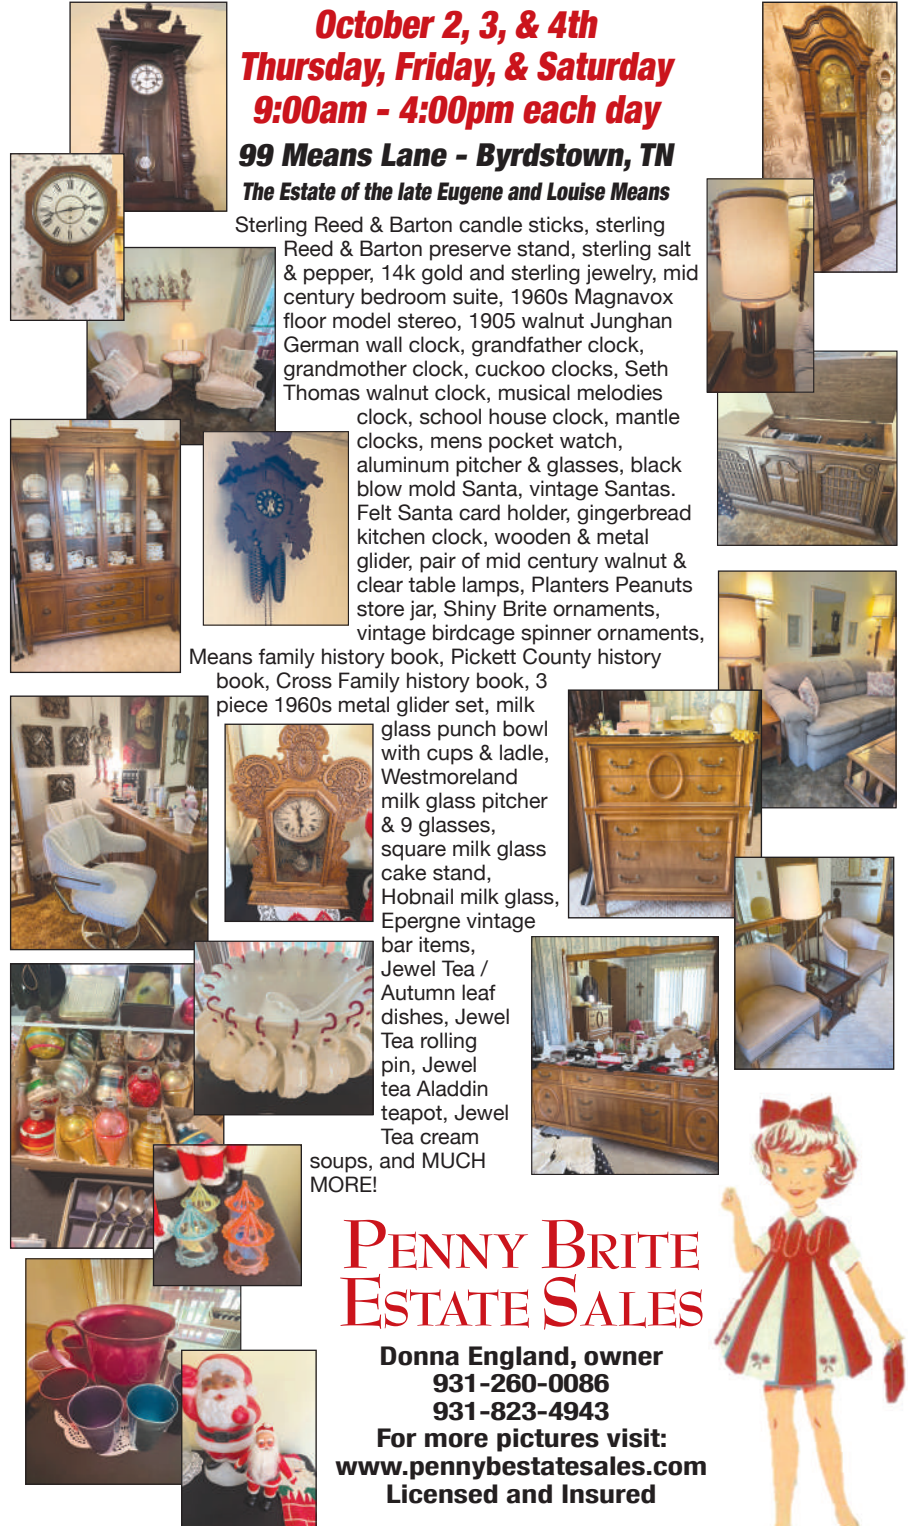 October 2, 3, & 4th
Thursday, Friday, & Saturday
9:00am - 4:00pm each day
99 Means Lane - Byrdstown, TN
The Estate of the late Eugene and Louise Means
Sterling Reed & Barton candle sticks, sterling
Reed & Barton preserve stand, sterling salt
& pepper, 14k gold and sterling jewelry, mid
century bedroom suite, 1960s Magnavox
floor model stereo, 1905 walnut Junghan
German wall clock, grandfather clock,
grandmother clock, cuckoo clocks, Seth
Thomas walnut clock, musical melodies
clock, school house clock, mantle
clocks, mens pocket watch,
aluminum pitcher & glasses, black
blow mold Santa, vintage Santas.
Felt Santa card holder, gingerbread
kitchen clock, wooden & metal
glider, pair of mid century walnut &
clear table lamps, Planters Peanuts
store jar, Shiny Brite ornaments,
vintage birdcage spinner ornaments,
Means family history book, Pickett County history
book, Cross Family history book, 3
piece 1960s metal glider set, milk
glass punch bowl
with cups & ladle,
Westmoreland
milk glass pitcher
& 9 glasses,
square milk glass
cake stand,
Hobnail milk glass,
Epergne vintage
bar items,
Jewel Tea /
Autumn leaf
dishes, Jewel
Tea rolling
pin, Jewel
tea Aladdin
teapot, Jewel
Tea cream
soups, and MUCH
MORE!
PENNY BRITE
ESTATE SALES
Donna England, owner
931-260-0086
931-823-4943
For more pictures visit:
www.pennybestatesales.com
Licensed and Insured